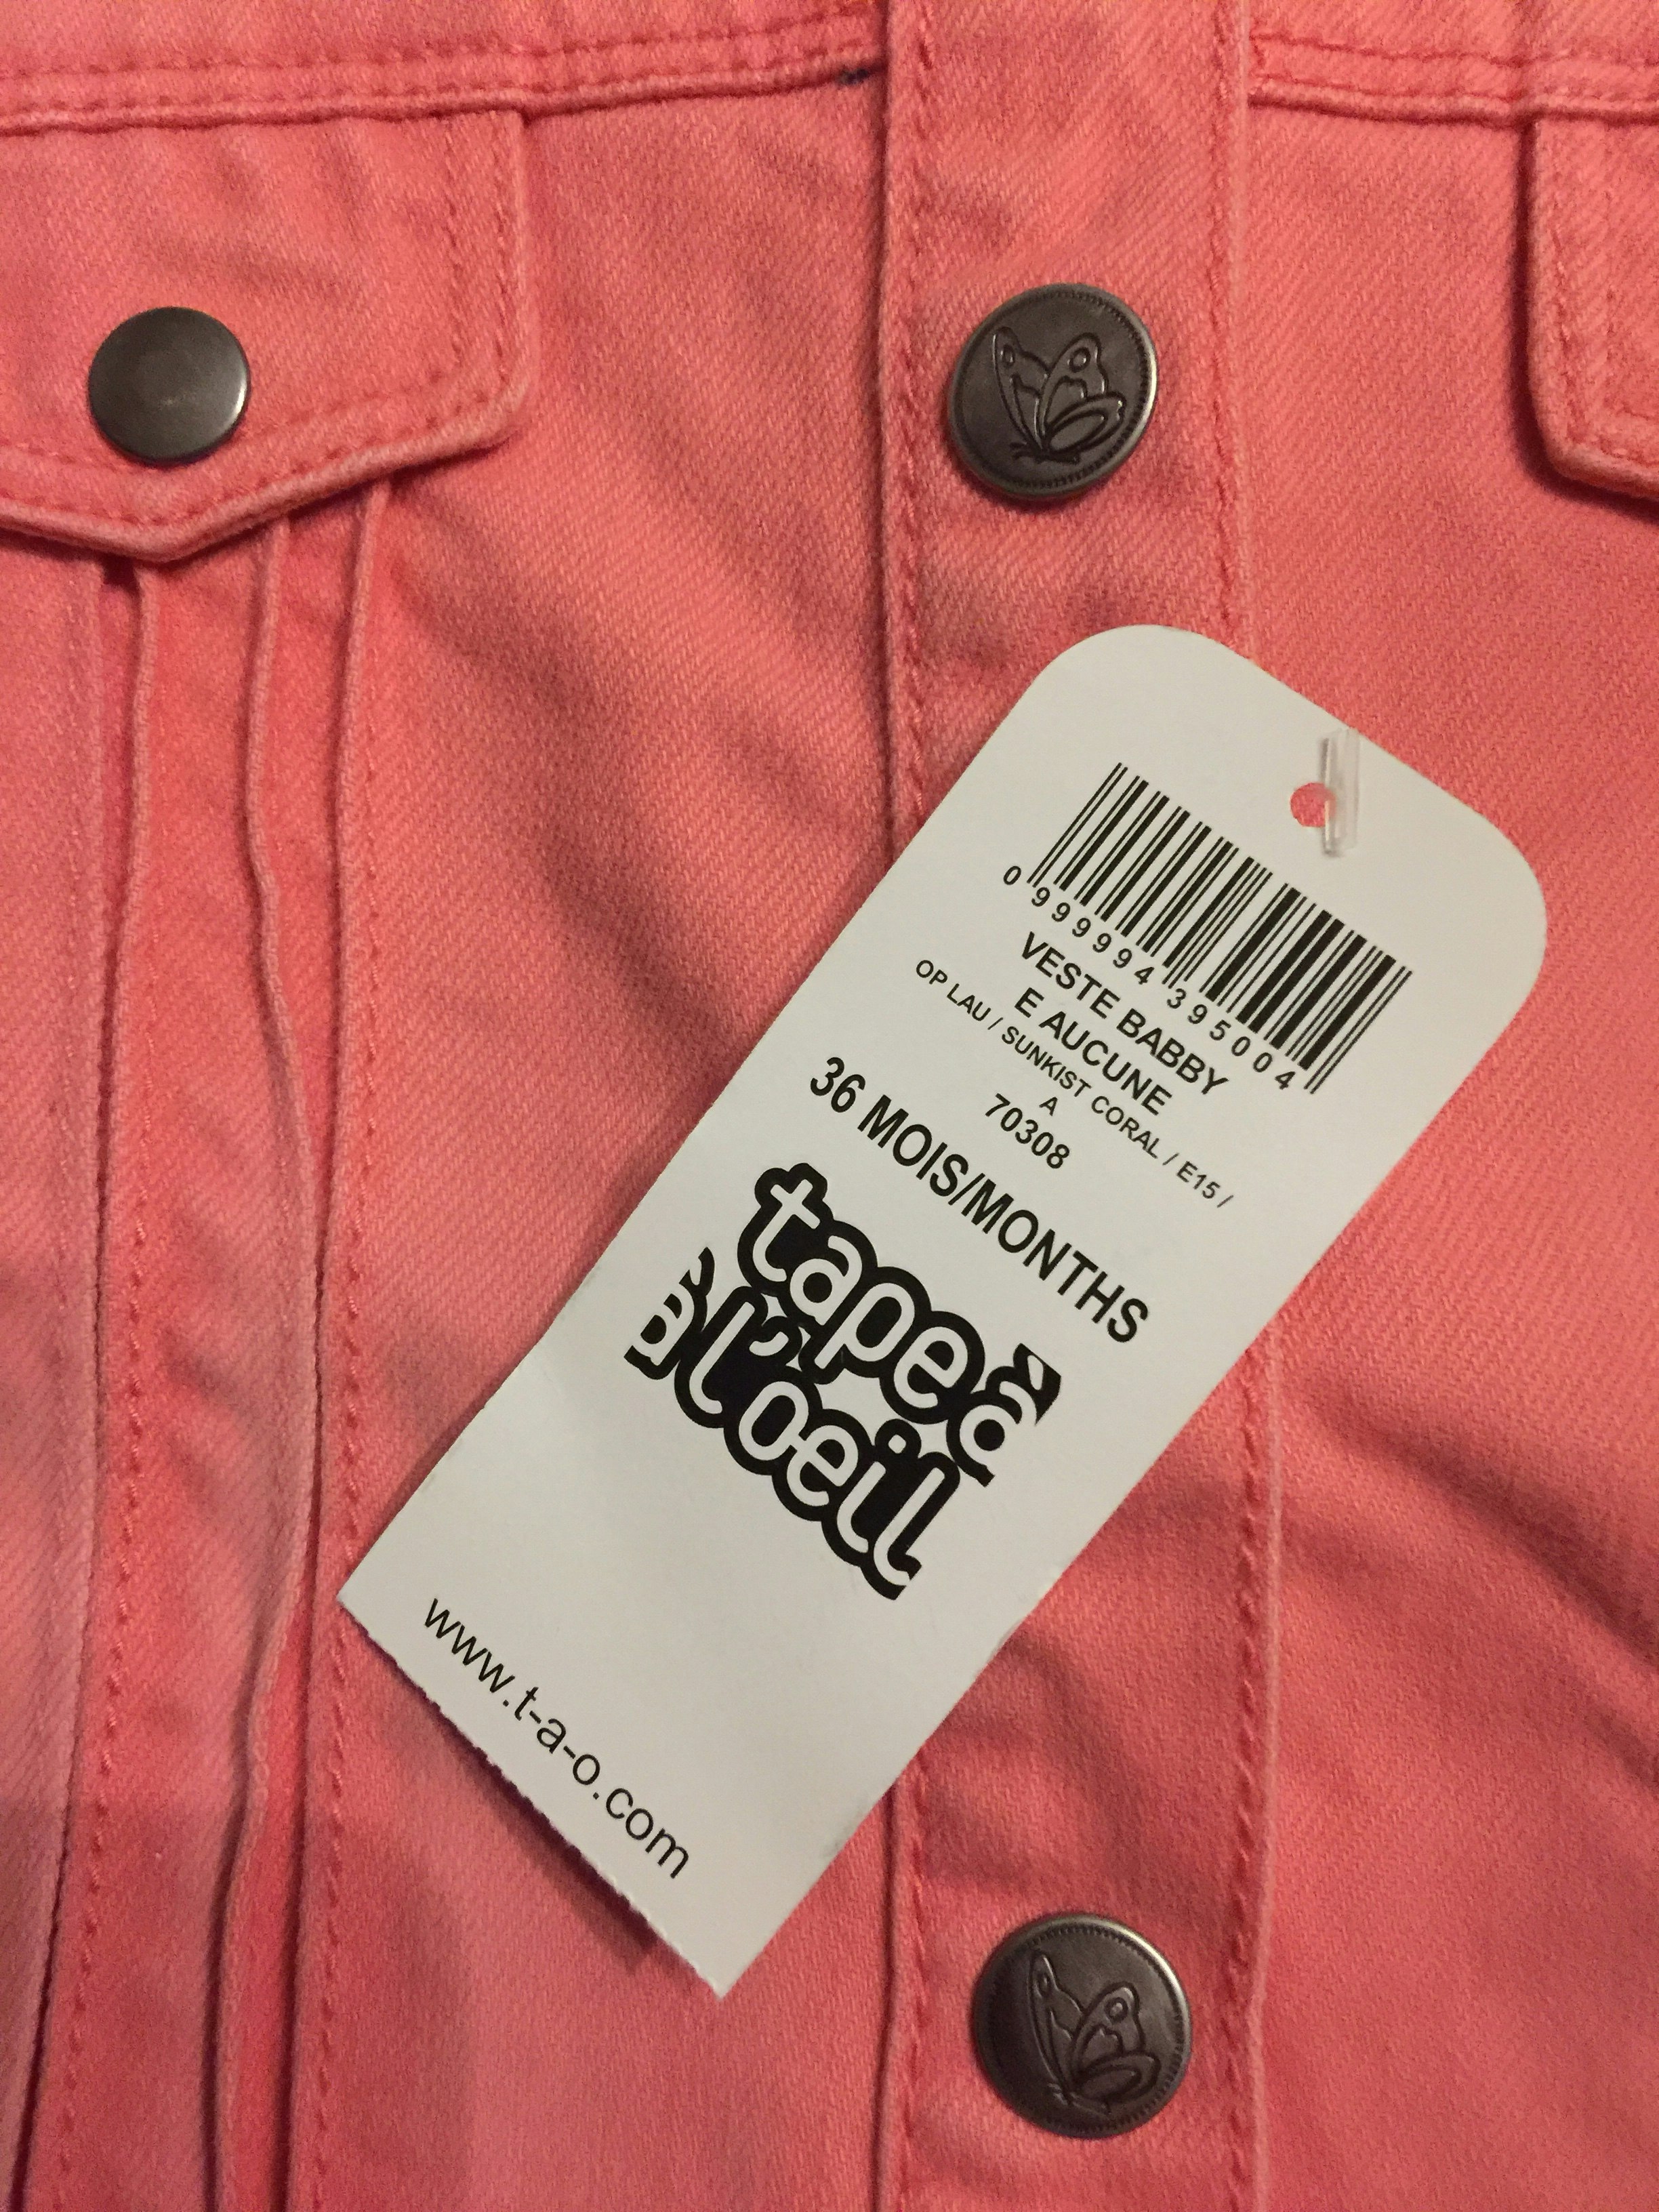 0 999994 395004
VESTE BABBY
E AUCUNE
OP LAU / SUNKIST CORAL / E15 /
A
70308
36 MOIS/MONTHS
tape à
l'oeil
www.t-a-o.com